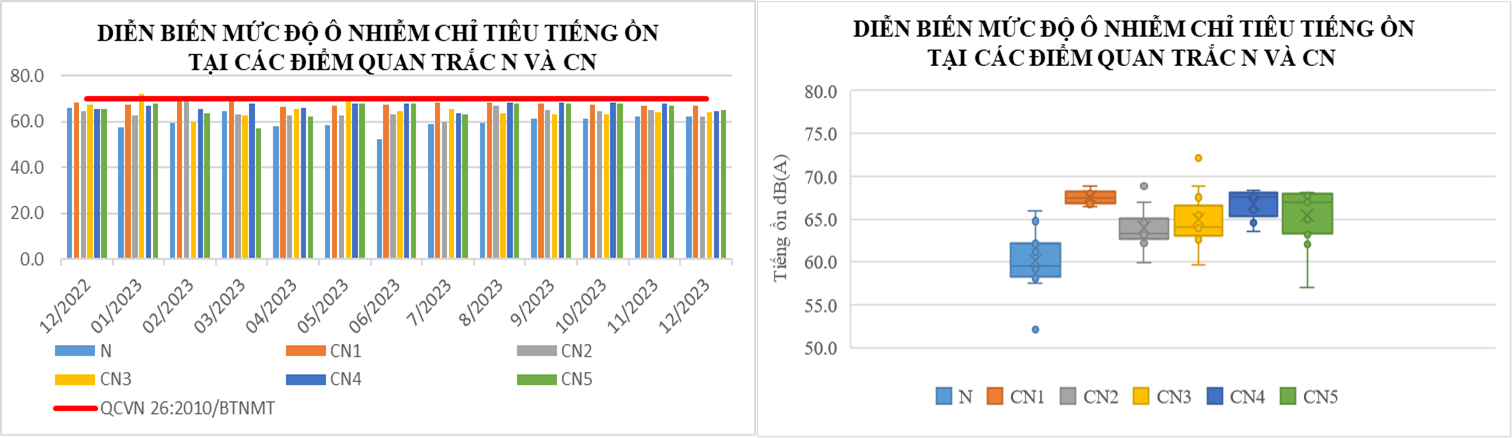 DIỄN BIẾN MỨC ĐỘ Ô NHIỄM CHỈ TIÊU TIẾNG ỒN
TẠI CÁC ĐIỂM QUAN TRẮC N VÀ CN
80.0
60.0
40.0
20.0
0.0
12/2022
01/2023
02/2023
03/2023
04/2023
05/2023
06/2023
7/2023
8/2023
9/2023
10/2023
11/2023
12/2023
N
CN1
CN2
CN3
CN4
CN5
QCVN 26:2010/BTNMT
DIỄN BIẾN MỨC ĐỘ Ô NHIỄM CHỈ TIÊU TIẾNG ỒN
TẠI CÁC ĐIỂM QUAN TRẮC N VÀ CN
Tiếng ồn dB(A)
80.0
75.0
70.0
65.0
60.0
55.0
50.0
N
CN1
CN2
CN3
CN4
CN5